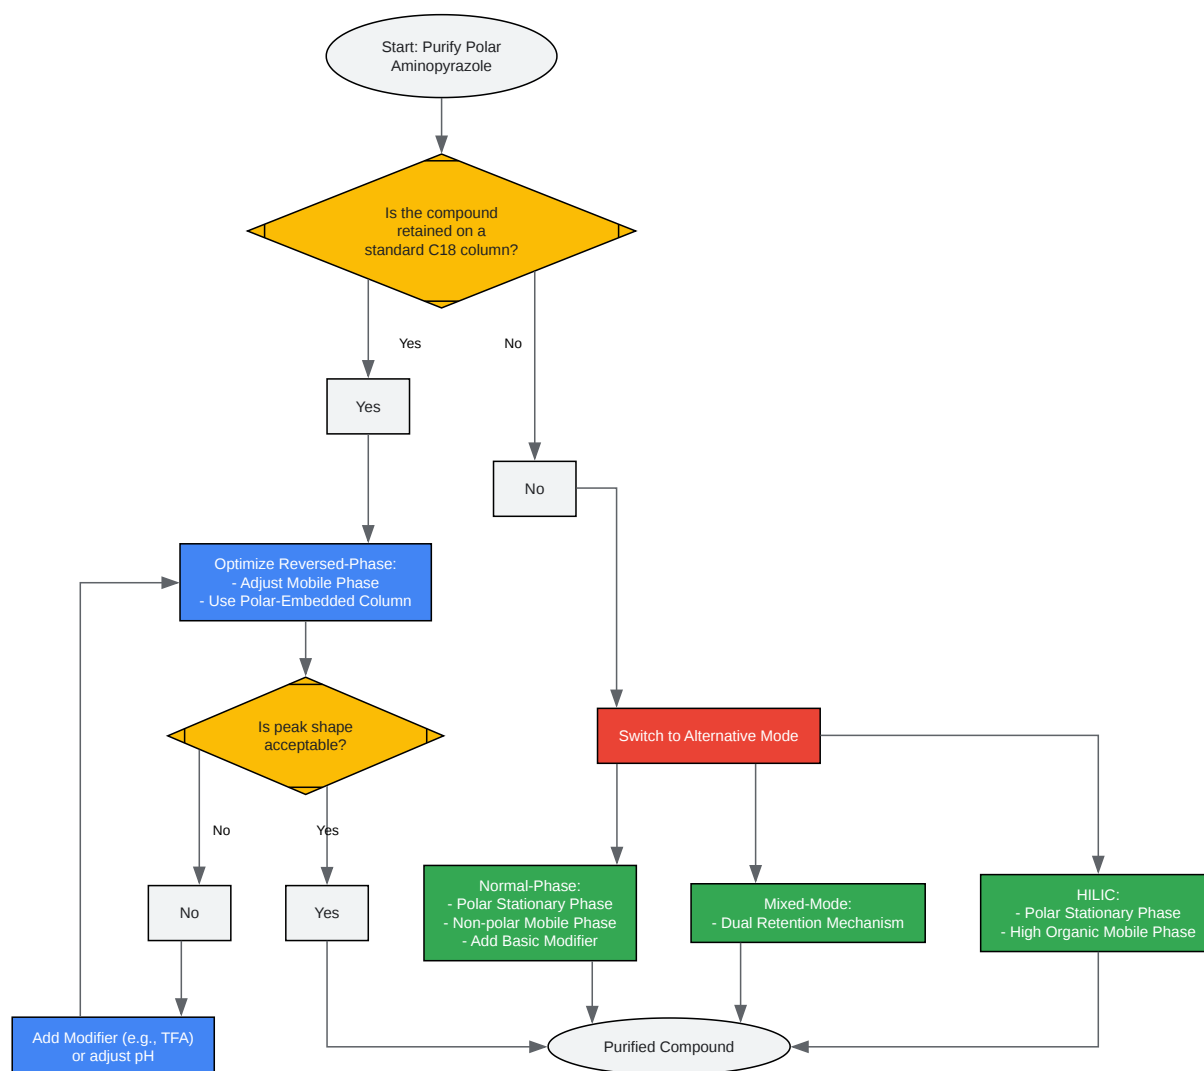 Start: Purify Polar
Aminopyrazole
Is the compound
retained on a
standard C18 column?
Yes
No
Yes
No
Optimize Reversed-Phase:
- Adjust Mobile Phase
- Use Polar-Embedded Column
Is peak shape
acceptable?
Switch to Alternative Mode
No
Yes
No
Yes
Normal-Phase:
- Polar Stationary Phase
- Non-polar Mobile Phase
- Add Basic Modifier
Mixed-Mode:
- Dual Retention Mechanism
HILIC:
- Polar Stationary Phase
- High Organic Mobile Phase
Add Modifier (e.g., TFA)
or adjust pH
Purified Compound